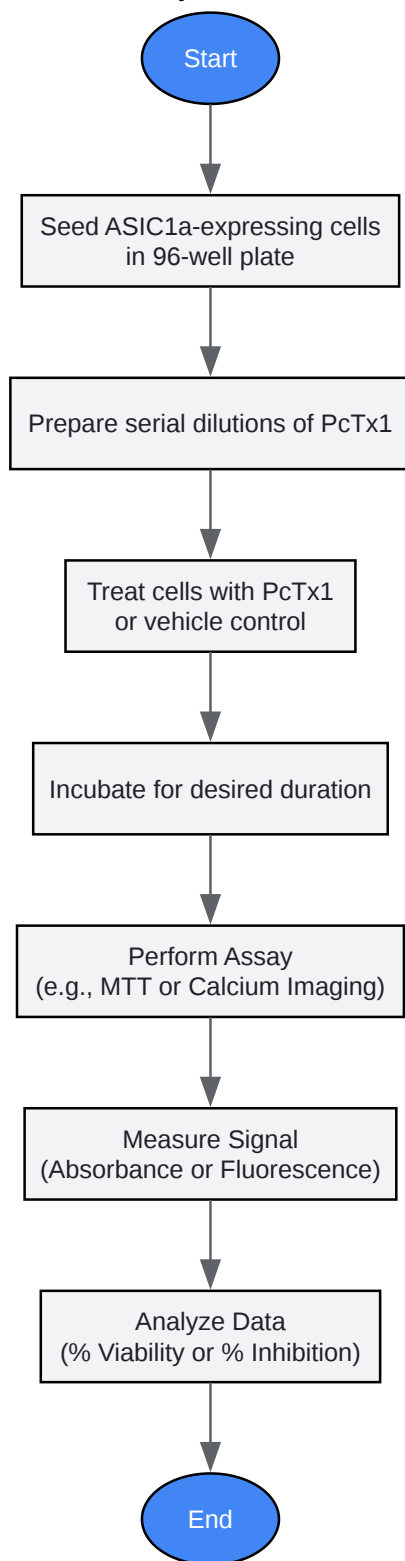 Start
Seed ASIC1a-expressing cells
in 96-well plate
Prepare serial dilutions of PcTx1
Treat cells with PcTx1
or vehicle control
Incubate for desired duration
Perform Assay
(e.g., MTT or Calcium Imaging)
Measure Signal
(Absorbance or Fluorescence)
Analyze Data
(% Viability or % Inhibition)
End